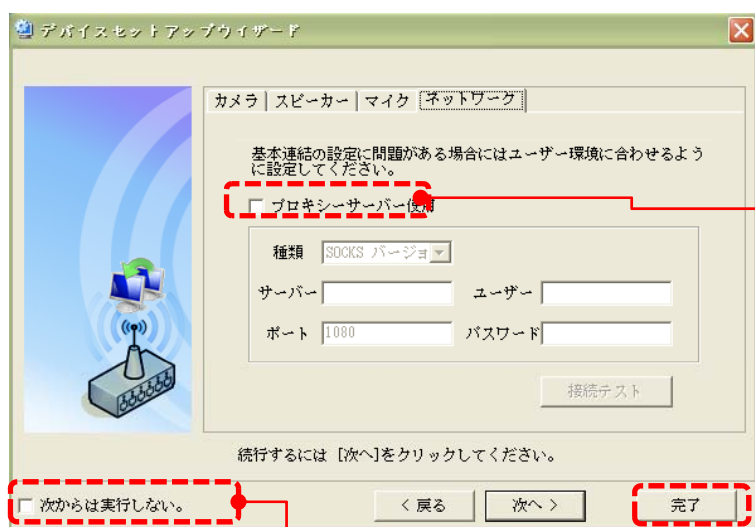 デバイスセットアップウィザード
カメラ スピーカー マイク ネットワーク
基本連結の設定に問題がある場合にはユーザー環境に合わせるよう
に設定してください。
プロキシーサーバー使用
種類 SOCKS バージョ
サーバー ユーザー
ポート 1080 パスワード
接続テスト
続行するには [次へ]をクリックしてください。
次からは実行しない。 < 戻る 次へ > 完了